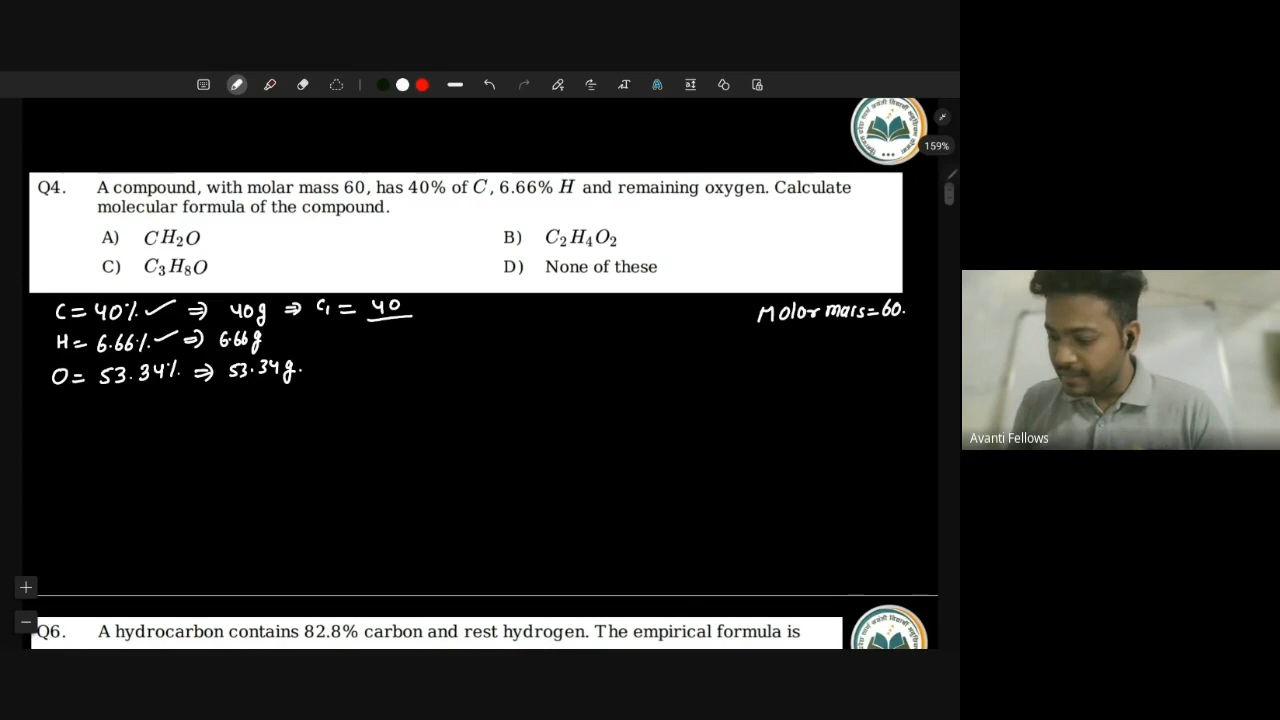 159%
Q4. A compound, with molar mass 60, has 40% of C, 6.66% H and remaining oxygen. Calculate
molecular formula of the compound.
A) CH₂O B) C₂H₄O₂
C) C₃H₈O D) None of these
C = 40% ✓ ⇒ 40g ⇒ C, = 40 Molar mass = 60.
H = 6.66% ✓ ⇒ 6.66g
O = 53.34% ⇒ 53.34g.
Avanti Fellows
Q6. A hydrocarbon contains 82.8% carbon and rest hydrogen. The empirical formula is